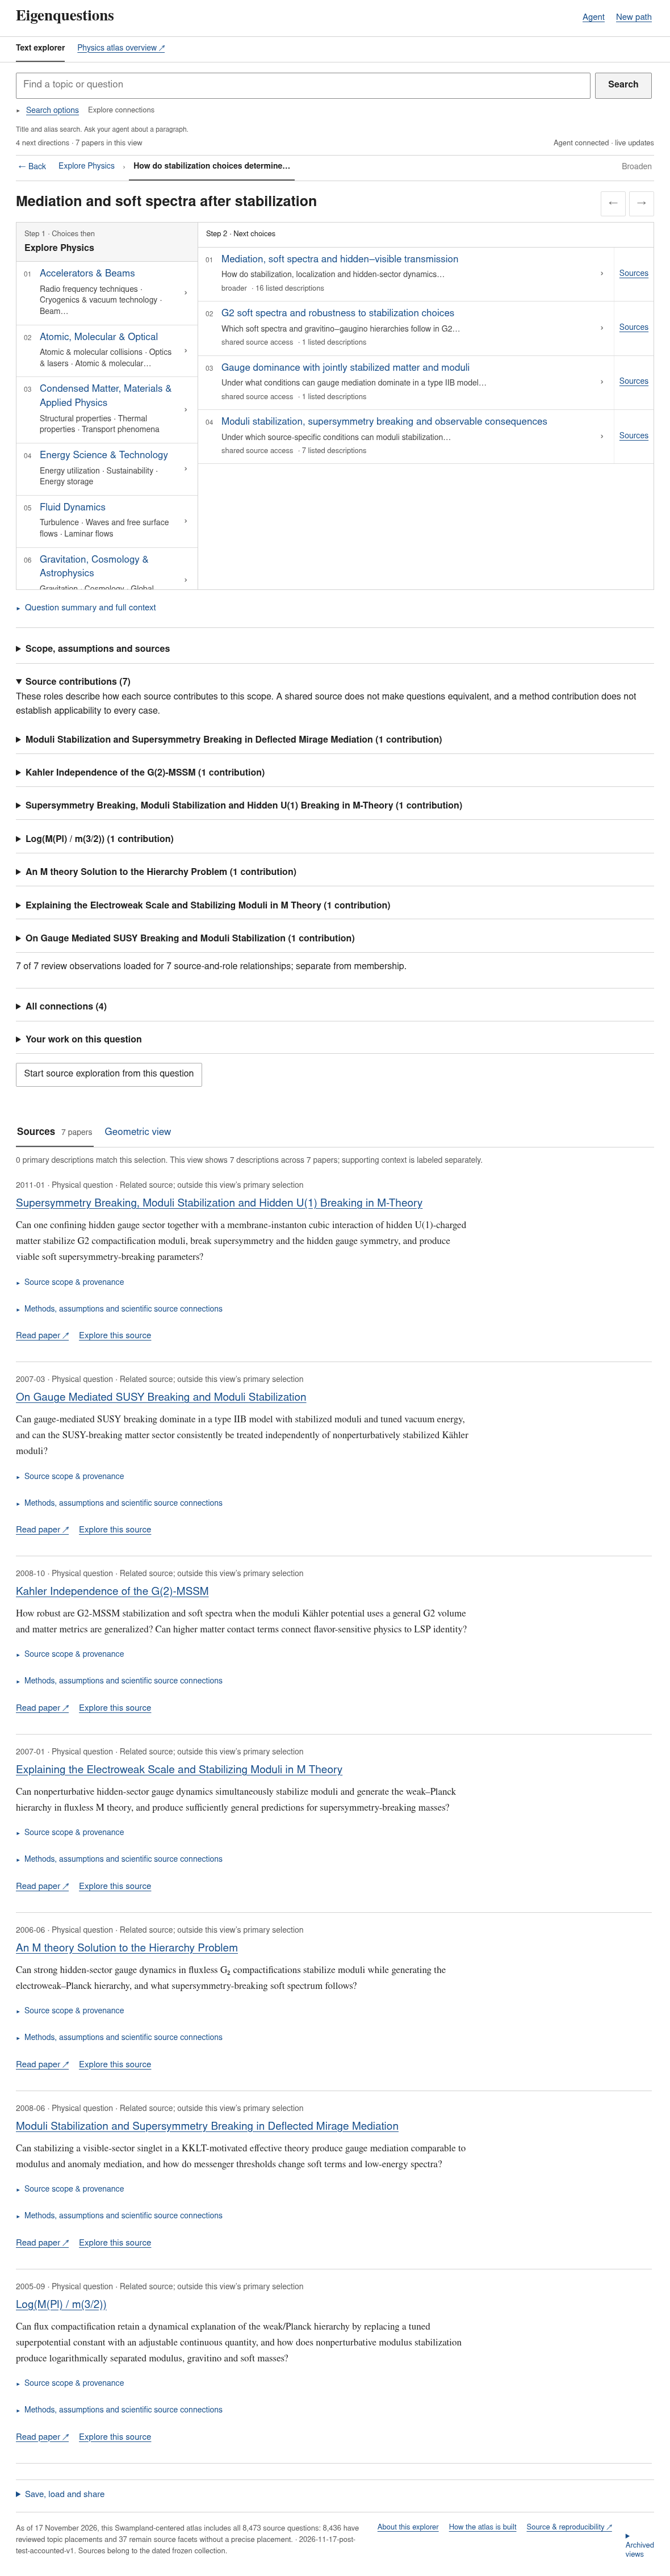 Eigenquestions
Agent New path
Text explorer Physics atlas overview ↗
Find a topic or question Search
▸ Search options Explore connections
Title and alias search. Ask your agent about a paragraph.
4 next directions · 7 papers in this view Agent connected · live updates
← Back Explore Physics › How do stabilization choices determine… Broaden
Mediation and soft spectra after stabilization
← →
Step 1 · Choices then
Explore Physics
01 Accelerators & Beams
Radio frequency techniques ·
Cryogenics & vacuum technology ·
Beam…
›
02 Atomic, Molecular & Optical
Atomic & molecular collisions · Optics
& lasers · Atomic & molecular…
›
03 Condensed Matter, Materials &
Applied Physics
Structural properties · Thermal
properties · Transport phenomena
›
04 Energy Science & Technology
Energy utilization · Sustainability ·
Energy storage
›
05 Fluid Dynamics
Turbulence · Waves and free surface
flows · Laminar flows
›
06 Gravitation, Cosmology &
Astrophysics
Gravitation · Cosmology · Global
›
Step 2 · Next choices
01 Mediation, soft spectra and hidden–visible transmission
How do stabilization, localization and hidden-sector dynamics…
broader · 16 listed descriptions
› Sources
02 G2 soft spectra and robustness to stabilization choices
Which soft spectra and gravitino–gaugino hierarchies follow in G2…
shared source access · 1 listed descriptions
› Sources
03 Gauge dominance with jointly stabilized matter and moduli
Under what conditions can gauge mediation dominate in a type IIB model…
shared source access · 1 listed descriptions
› Sources
04 Moduli stabilization, supersymmetry breaking and observable consequences
Under which source-specific conditions can moduli stabilization…
shared source access · 7 listed descriptions
› Sources
▸ Question summary and full context
▶ Scope, assumptions and sources
▼ Source contributions (7)
These roles describe how each source contributes to this scope. A shared source does not make questions equivalent, and a method contribution does not
establish applicability to every case.
▶ Moduli Stabilization and Supersymmetry Breaking in Deflected Mirage Mediation (1 contribution)
▶ Kahler Independence of the G(2)-MSSM (1 contribution)
▶ Supersymmetry Breaking, Moduli Stabilization and Hidden U(1) Breaking in M-Theory (1 contribution)
▶ Log(M(Pl) / m(3/2)) (1 contribution)
▶ An M theory Solution to the Hierarchy Problem (1 contribution)
▶ Explaining the Electroweak Scale and Stabilizing Moduli in M Theory (1 contribution)
▶ On Gauge Mediated SUSY Breaking and Moduli Stabilization (1 contribution)
7 of 7 review observations loaded for 7 source-and-role relationships; separate from membership.
▶ All connections (4)
▶ Your work on this question
Start source exploration from this question
Sources 7 papers Geometric view
0 primary descriptions match this selection. This view shows 7 descriptions across 7 papers; supporting context is labeled separately.
2011-01 · Physical question · Related source; outside this view's primary selection
Supersymmetry Breaking, Moduli Stabilization and Hidden U(1) Breaking in M-Theory
Can one confining hidden gauge sector together with a membrane-instanton cubic interaction of hidden U(1)-charged
matter stabilize G2 compactification moduli, break supersymmetry and the hidden gauge symmetry, and produce
viable soft supersymmetry-breaking parameters?
▸ Source scope & provenance
▸ Methods, assumptions and scientific source connections
Read paper ↗ Explore this source
2007-03 · Physical question · Related source; outside this view's primary selection
On Gauge Mediated SUSY Breaking and Moduli Stabilization
Can gauge-mediated SUSY breaking dominate in a type IIB model with stabilized moduli and tuned vacuum energy,
and can the SUSY-breaking matter sector consistently be treated independently of nonperturbatively stabilized Kähler
moduli?
▸ Source scope & provenance
▸ Methods, assumptions and scientific source connections
Read paper ↗ Explore this source
2008-10 · Physical question · Related source; outside this view's primary selection
Kahler Independence of the G(2)-MSSM
How robust are G2-MSSM stabilization and soft spectra when the moduli Kähler potential uses a general G2 volume
and matter metrics are generalized? Can higher matter contact terms connect flavor-sensitive physics to LSP identity?
▸ Source scope & provenance
▸ Methods, assumptions and scientific source connections
Read paper ↗ Explore this source
2007-01 · Physical question · Related source; outside this view's primary selection
Explaining the Electroweak Scale and Stabilizing Moduli in M Theory
Can nonperturbative hidden-sector gauge dynamics simultaneously stabilize moduli and generate the weak–Planck
hierarchy in fluxless M theory, and produce sufficiently general predictions for supersymmetry-breaking masses?
▸ Source scope & provenance
▸ Methods, assumptions and scientific source connections
Read paper ↗ Explore this source
2006-06 · Physical question · Related source; outside this view's primary selection
An M theory Solution to the Hierarchy Problem
Can strong hidden-sector gauge dynamics in fluxless G₂ compactifications stabilize moduli while generating the
electroweak–Planck hierarchy, and what supersymmetry-breaking soft spectrum follows?
▸ Source scope & provenance
▸ Methods, assumptions and scientific source connections
Read paper ↗ Explore this source
2008-06 · Physical question · Related source; outside this view's primary selection
Moduli Stabilization and Supersymmetry Breaking in Deflected Mirage Mediation
Can stabilizing a visible-sector singlet in a KKLT-motivated effective theory produce gauge mediation comparable to
modulus and anomaly mediation, and how do messenger thresholds change soft terms and low-energy spectra?
▸ Source scope & provenance
▸ Methods, assumptions and scientific source connections
Read paper ↗ Explore this source
2005-09 · Physical question · Related source; outside this view's primary selection
Log(M(Pl) / m(3/2))
Can flux compactification retain a dynamical explanation of the weak/Planck hierarchy by replacing a tuned
superpotential constant with an adjustable continuous quantity, and how does nonperturbative modulus stabilization
produce logarithmically separated modulus, gravitino and soft masses?
▸ Source scope & provenance
▸ Methods, assumptions and scientific source connections
Read paper ↗ Explore this source
▶ Save, load and share
As of 17 November 2026, this Swampland-centered atlas includes all 8,473 source questions: 8,436 have
reviewed topic placements and 37 remain source facets without a precise placement. · 2026-11-17-post-
test-accounted-v1. Sources belong to the dated frozen collection.
About this explorer How the atlas is built Source & reproducibility ↗
▶
Archived
views